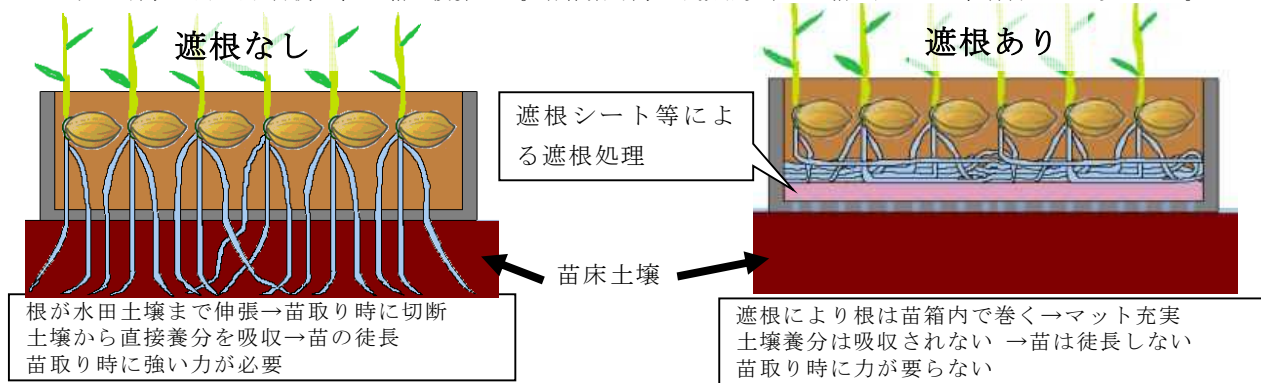 遮根なし
遮根あり
遮根シート等によ
る遮根処理
苗床土壌
根が水田土壌まで伸張→苗取り時に切断
土壌から直接養分を吸収→苗の徒長
苗取り時に強い力が必要
遮根により根は苗箱内で巻く→マット充実
土壌養分は吸収されない →苗は徒長しない
苗取り時に力が要らない